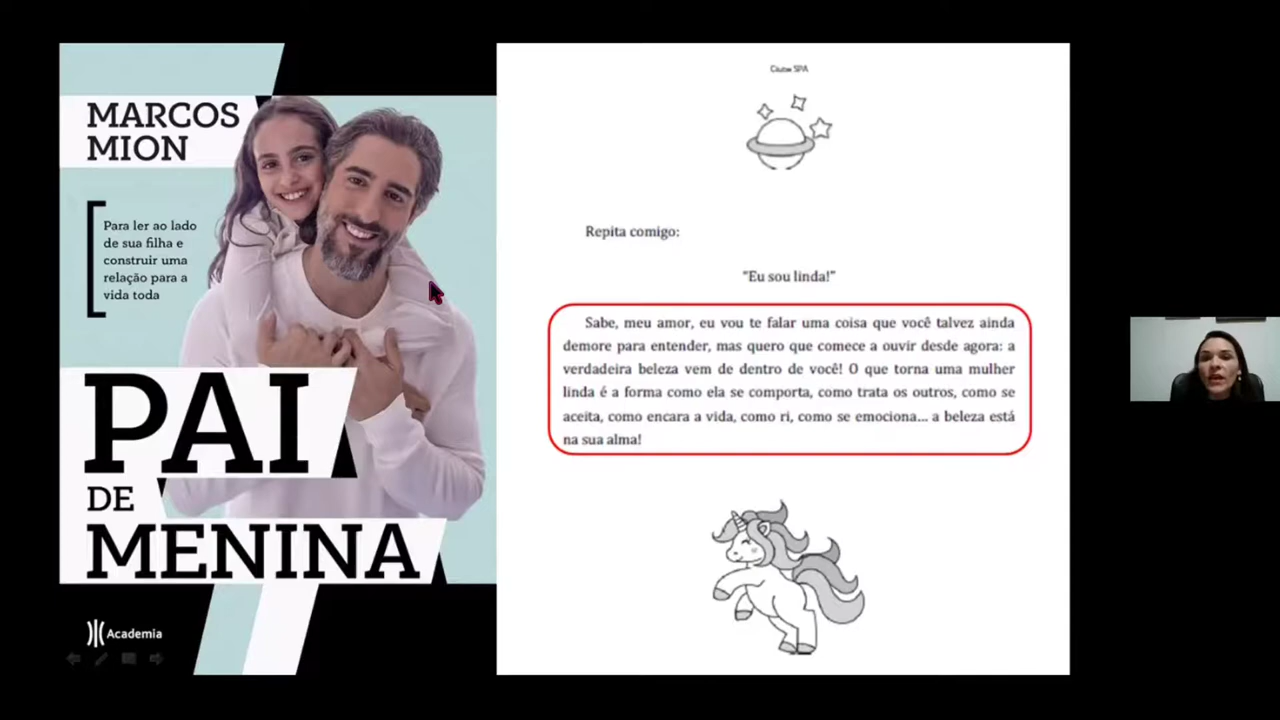 MARCOS
MION
Para ler ao lado
de sua filha e
construir uma
relação para a
vida toda
PAI
DE
MENINA
Academia
Clube SPA
Repita comigo:
"Eu sou linda!"
Sabe, meu amor, eu vou te falar uma coisa que você talvez ainda
demore para entender, mas quero que comece a ouvir desde agora: a
verdadeira beleza vem de dentro de você! O que torna uma mulher
linda é a forma como ela se comporta, como trata os outros, como se
aceita, como encara a vida, como ri, como se emociona... a beleza está
na sua alma!